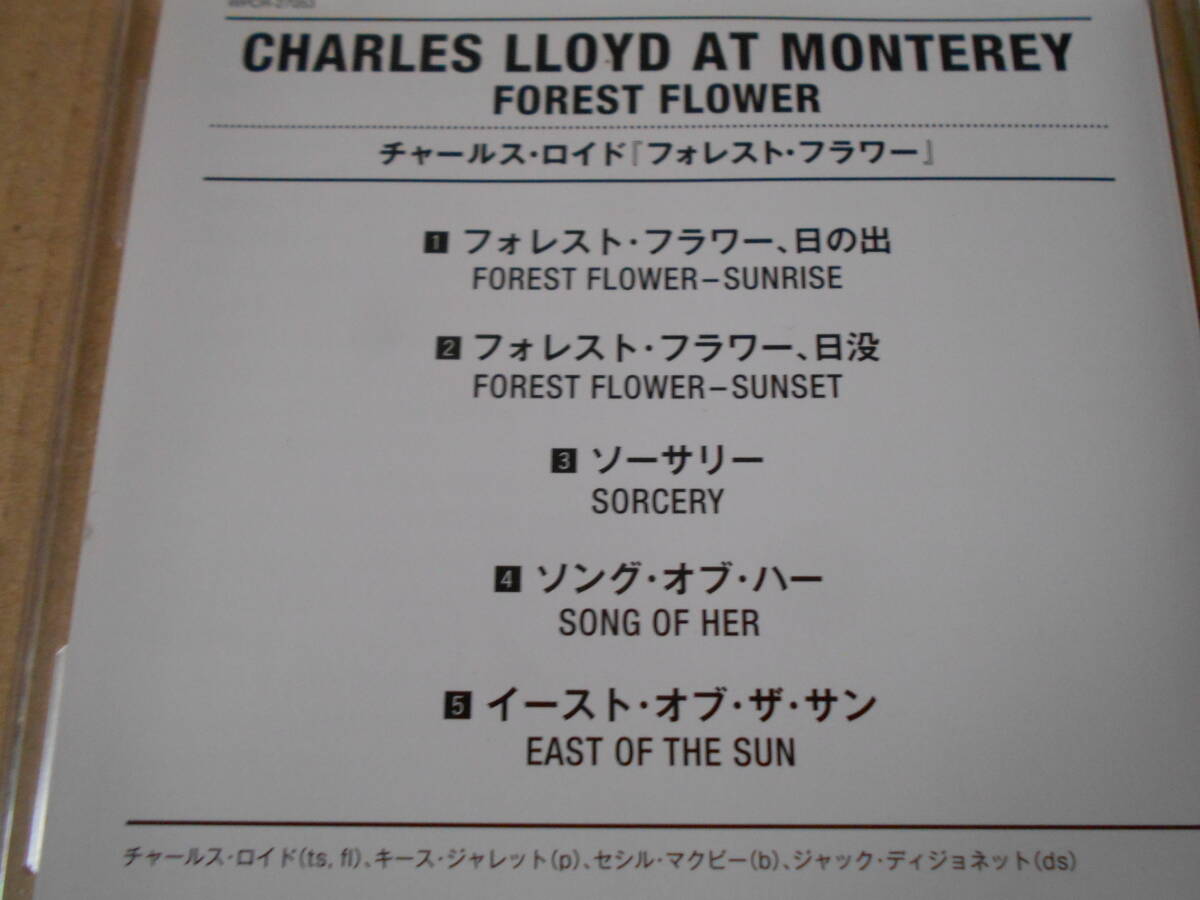 CHARLES LLOYD AT MONTEREY
FOREST FLOWER
チャールス・ロイド『フォレスト・フラワー』
1 フォレスト・フラワー、日の出
FOREST FLOWER–SUNRISE
2 フォレスト・フラワー、日没
FOREST FLOWER–SUNSET
3 ソーサリー
SORCERY
4 ソング・オブ・ハー
SONG OF HER
5 イースト・オブ・ザ・サン
EAST OF THE SUN
チャールス・ロイド(ts, fl)、キース・ジャレット(p)、セシル・マクビー(b)、ジャック・ディジョネット(ds)